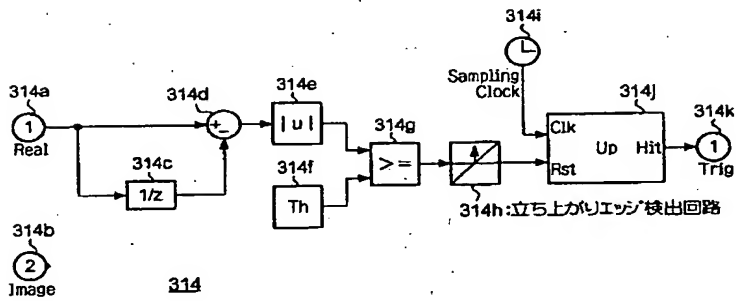 314i
314a
314d
314e
Sampling
Clock
314j
314k
1
+
-
|u|
314g
Clk
Up
Hit
1
Real
314c
314f
>=
Rst
Trig
1/z
Th
314h:立ち上がりエッジ検出回路
314b
2
Image
314